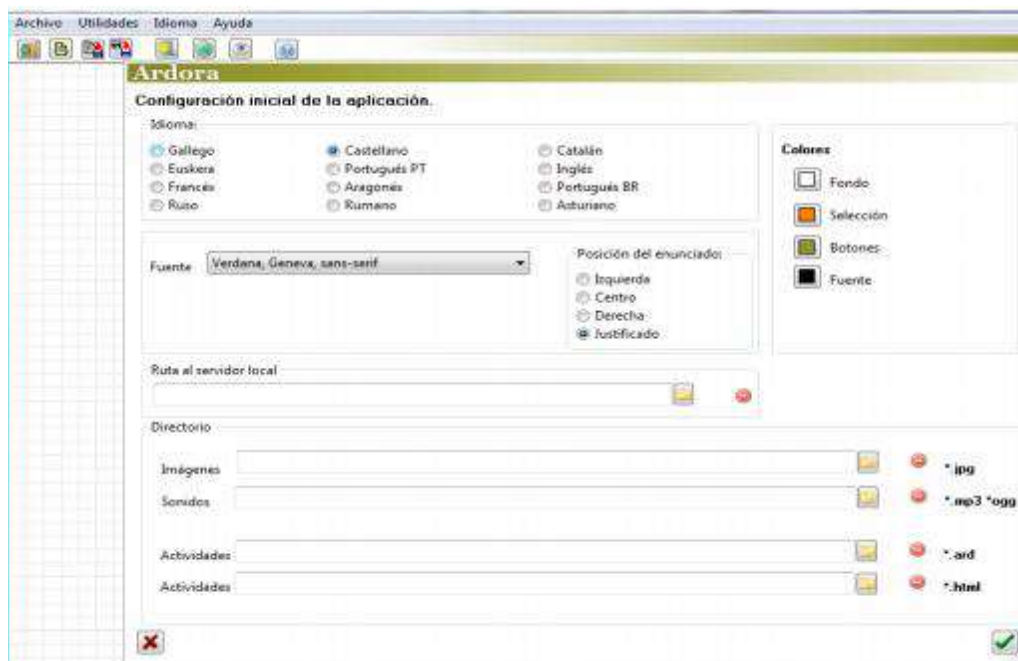 Archivo Utilidades Idioma Ayuda
Ardora
Configuración inicial de la aplicación.
Idioma:
Gallego Castellano Catalán
Euskera Portugués PT Inglés
Francés Aragonés Portugués BR
Ruso Rumano Asturiano
Colores
Fondo
Selección
Botones
Fuente
Fuente Verdana, Geneva, sans-serif
Posición del enunciado:
Izquierda
Centro
Derecha
Justificado
Ruta al servidor local
Directorio
Imágenes *.jpg
Sonidos *.mp3 *ogg
Actividades *.ard
Actividades *.html